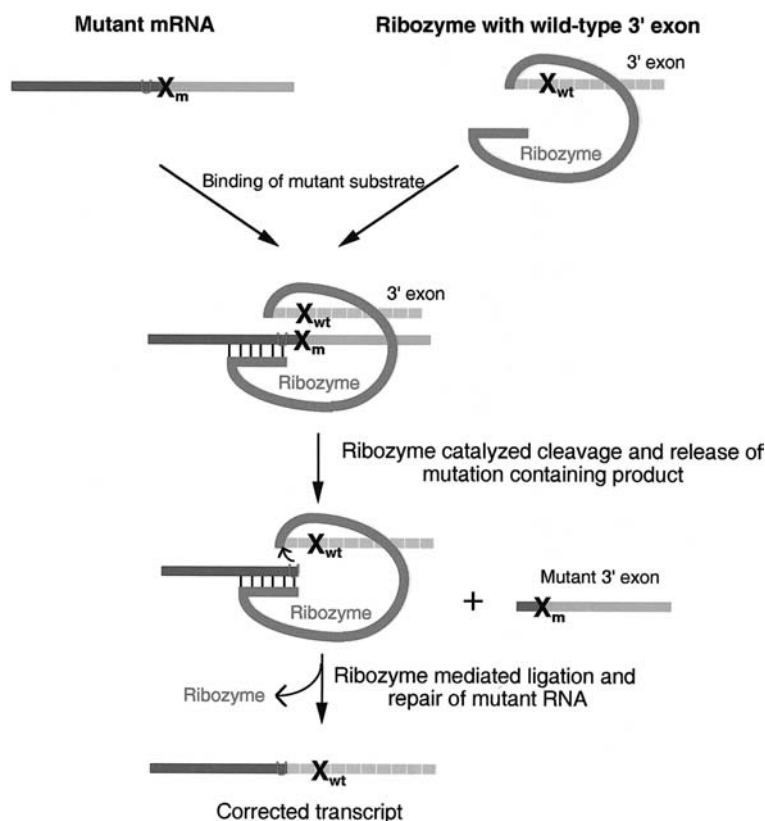 Mutant mRNA
Ribozyme with wild-type 3' exon
3' exon
X wt
U X m
Ribozyme
Binding of mutant substrate
3' exon
X wt
U X m
Ribozyme
Ribozyme catalyzed cleavage and release of
mutation containing product
X wt
U
Mutant 3' exon
Ribozyme
+
X m
Ribozyme mediated ligation and
repair of mutant RNA
Ribozyme
U X wt
Corrected transcript